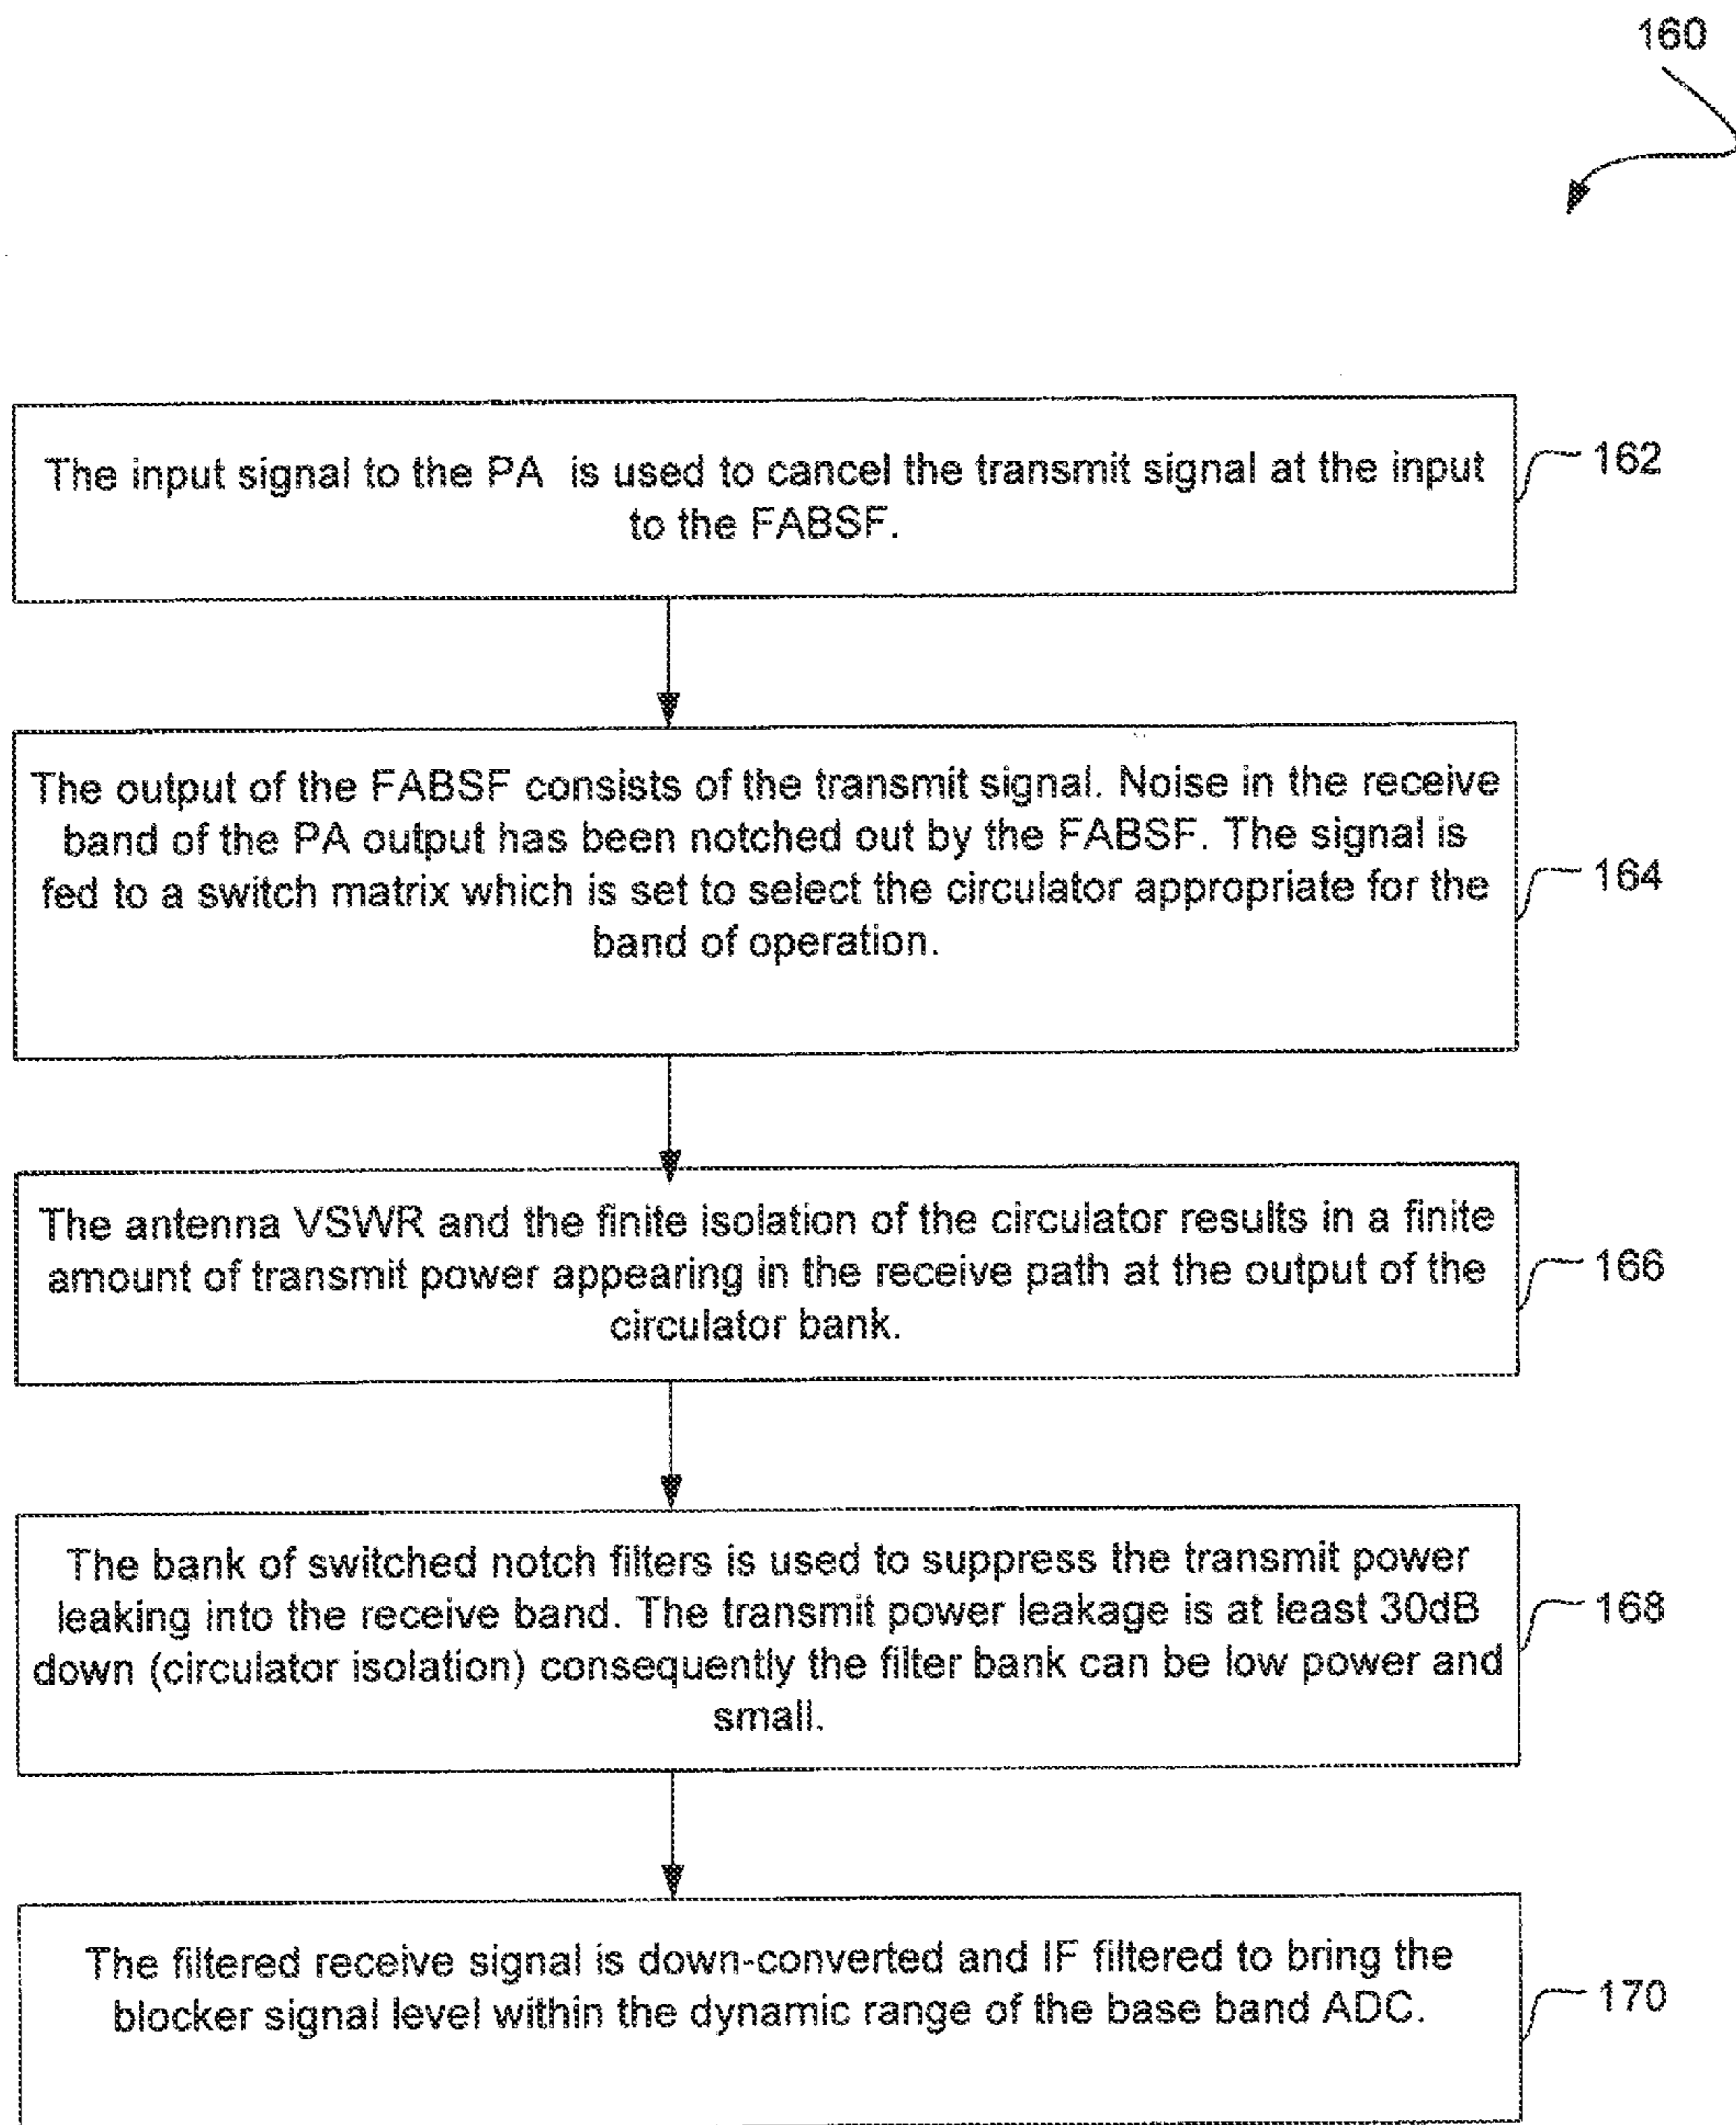 160
The input signal to the PA is used to cancel the transmit signal at the input
to the FABSF.
162
The output of the FABSF consists of the transmit signal. Noise in the receive
band of the PA output has been notched out by the FABSF. The signal is
fed to a switch matrix which is set to select the circulator appropriate for the
band of operation.
164
The antenna VSWR and the finite isolation of the circulator results in a finite
amount of transmit power appearing in the receive path at the output of the
circulator bank.
166
The bank of switched notch filters is used to suppress the transmit power
leaking into the receive band. The transmit power leakage is at least 30dB
down (circulator isolation) consequently the filter bank can be low power and
small.
168
The filtered receive signal is down-converted and IF filtered to bring the
blocker signal level within the dynamic range of the base band ADC.
170